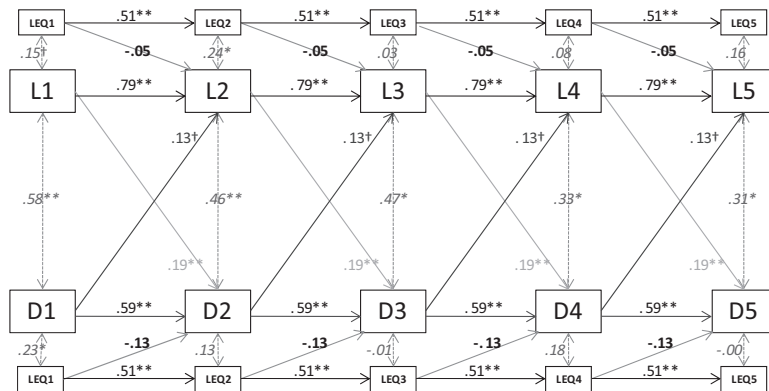 .51** .51** .51** .51**
LEQ1 LEQ2 LEQ3 LEQ4 LEQ5
.15† -.05 .24* -.05 .03 -.05 .08 -.05 .16
.79** .79** .79** .79**
L1 L2 L3 L4 L5
.13† .13† .13† .13†
.58** .46** .47* .33* .31*
.19** .19** .19** .19**
D1 D2 D3 D4 D5
.59** .59** .59** .59**
.23* -.13 .13 -.13 -.01 -.13 .18 -.13 -.00
.51** .51** .51** .51**
LEQ1 LEQ2 LEQ3 LEQ4 LEQ5